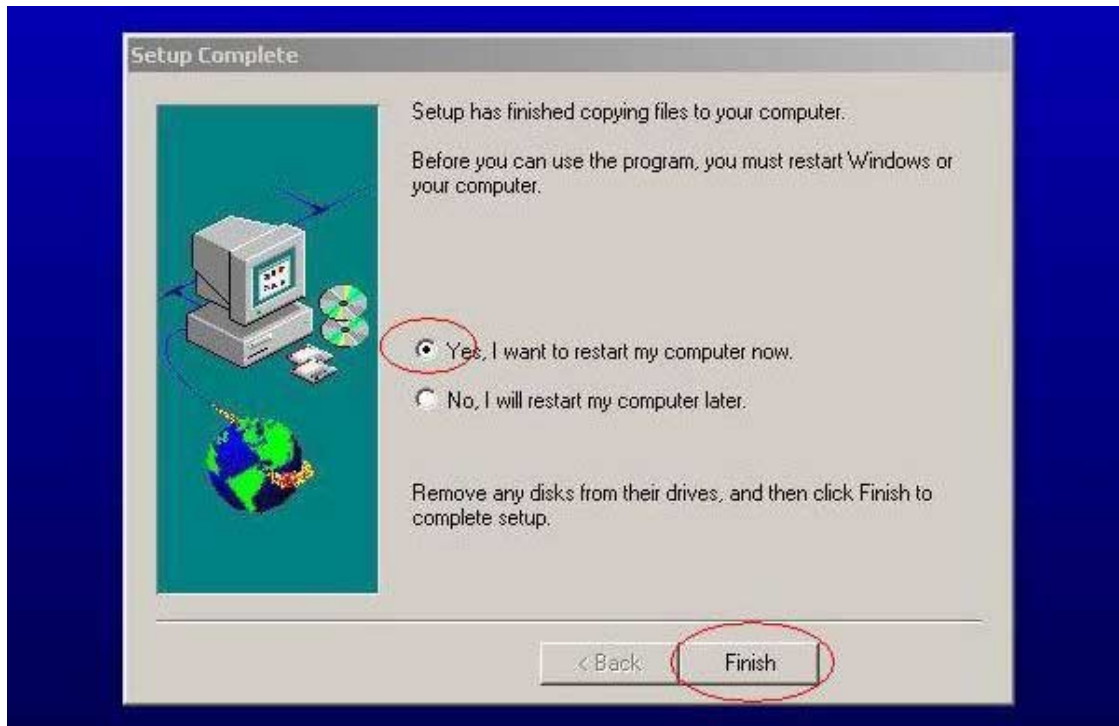 Setup Complete
Setup has finished copying files to your computer.
Before you can use the program, you must restart Windows or
your computer.
Yes, I want to restart my computer now.
No, I will restart my computer later.
Remove any disks from their drives, and then click Finish to
complete setup.
< Back
Finish